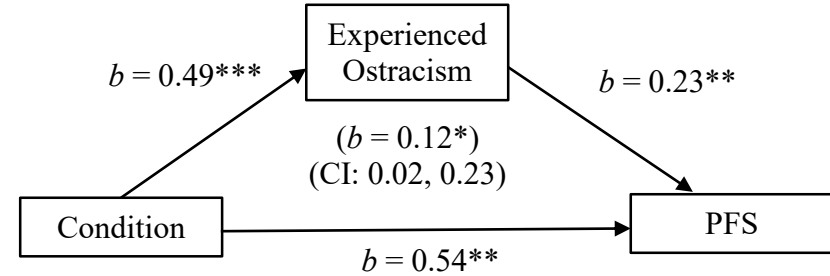 Experienced
Ostracism
b = 0.49***
b = 0.23**
(b = 0.12*)
(CI: 0.02, 0.23)
Condition
PFS
b = 0.54**